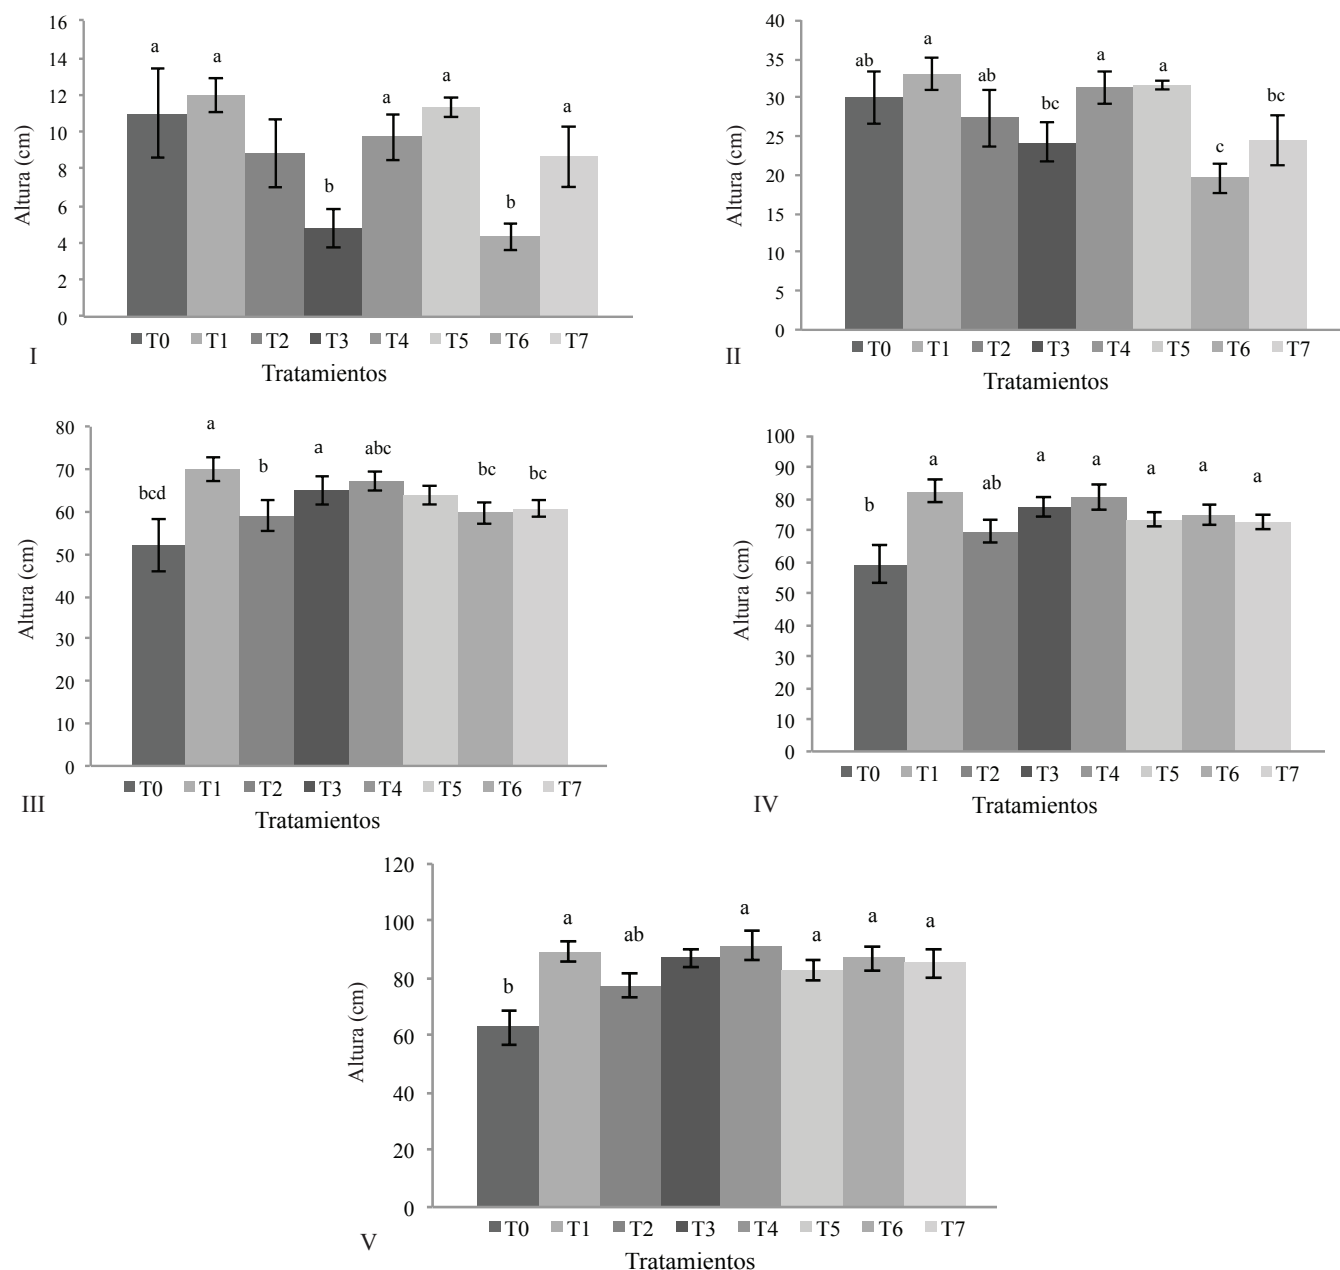 16
14
12
10
8
6
4
2
0
Altura (cm)
a a b a a b a
T0 T1 T2 T3 T4 T5 T6 T7
Tratamientos
I
40
35
30
25
20
15
10
5
0
Altura (cm)
ab a ab bc a a c bc
T0 T1 T2 T3 T4 T5 T6 T7
Tratamientos
II
80
70
60
50
40
30
20
10
0
Altura (cm)
bcd a b a abc bc bc
T0 T1 T2 T3 T4 T5 T6 T7
Tratamientos
III
100
90
80
70
60
50
40
30
20
10
0
Altura (cm)
b a ab a a a a a
T0 T1 T2 T3 T4 T5 T6 T7
Tratamientos
IV
120
100
80
60
40
20
0
Altura (cm)
b a ab a a a a
T0 T1 T2 T3 T4 T5 T6 T7
Tratamientos
V